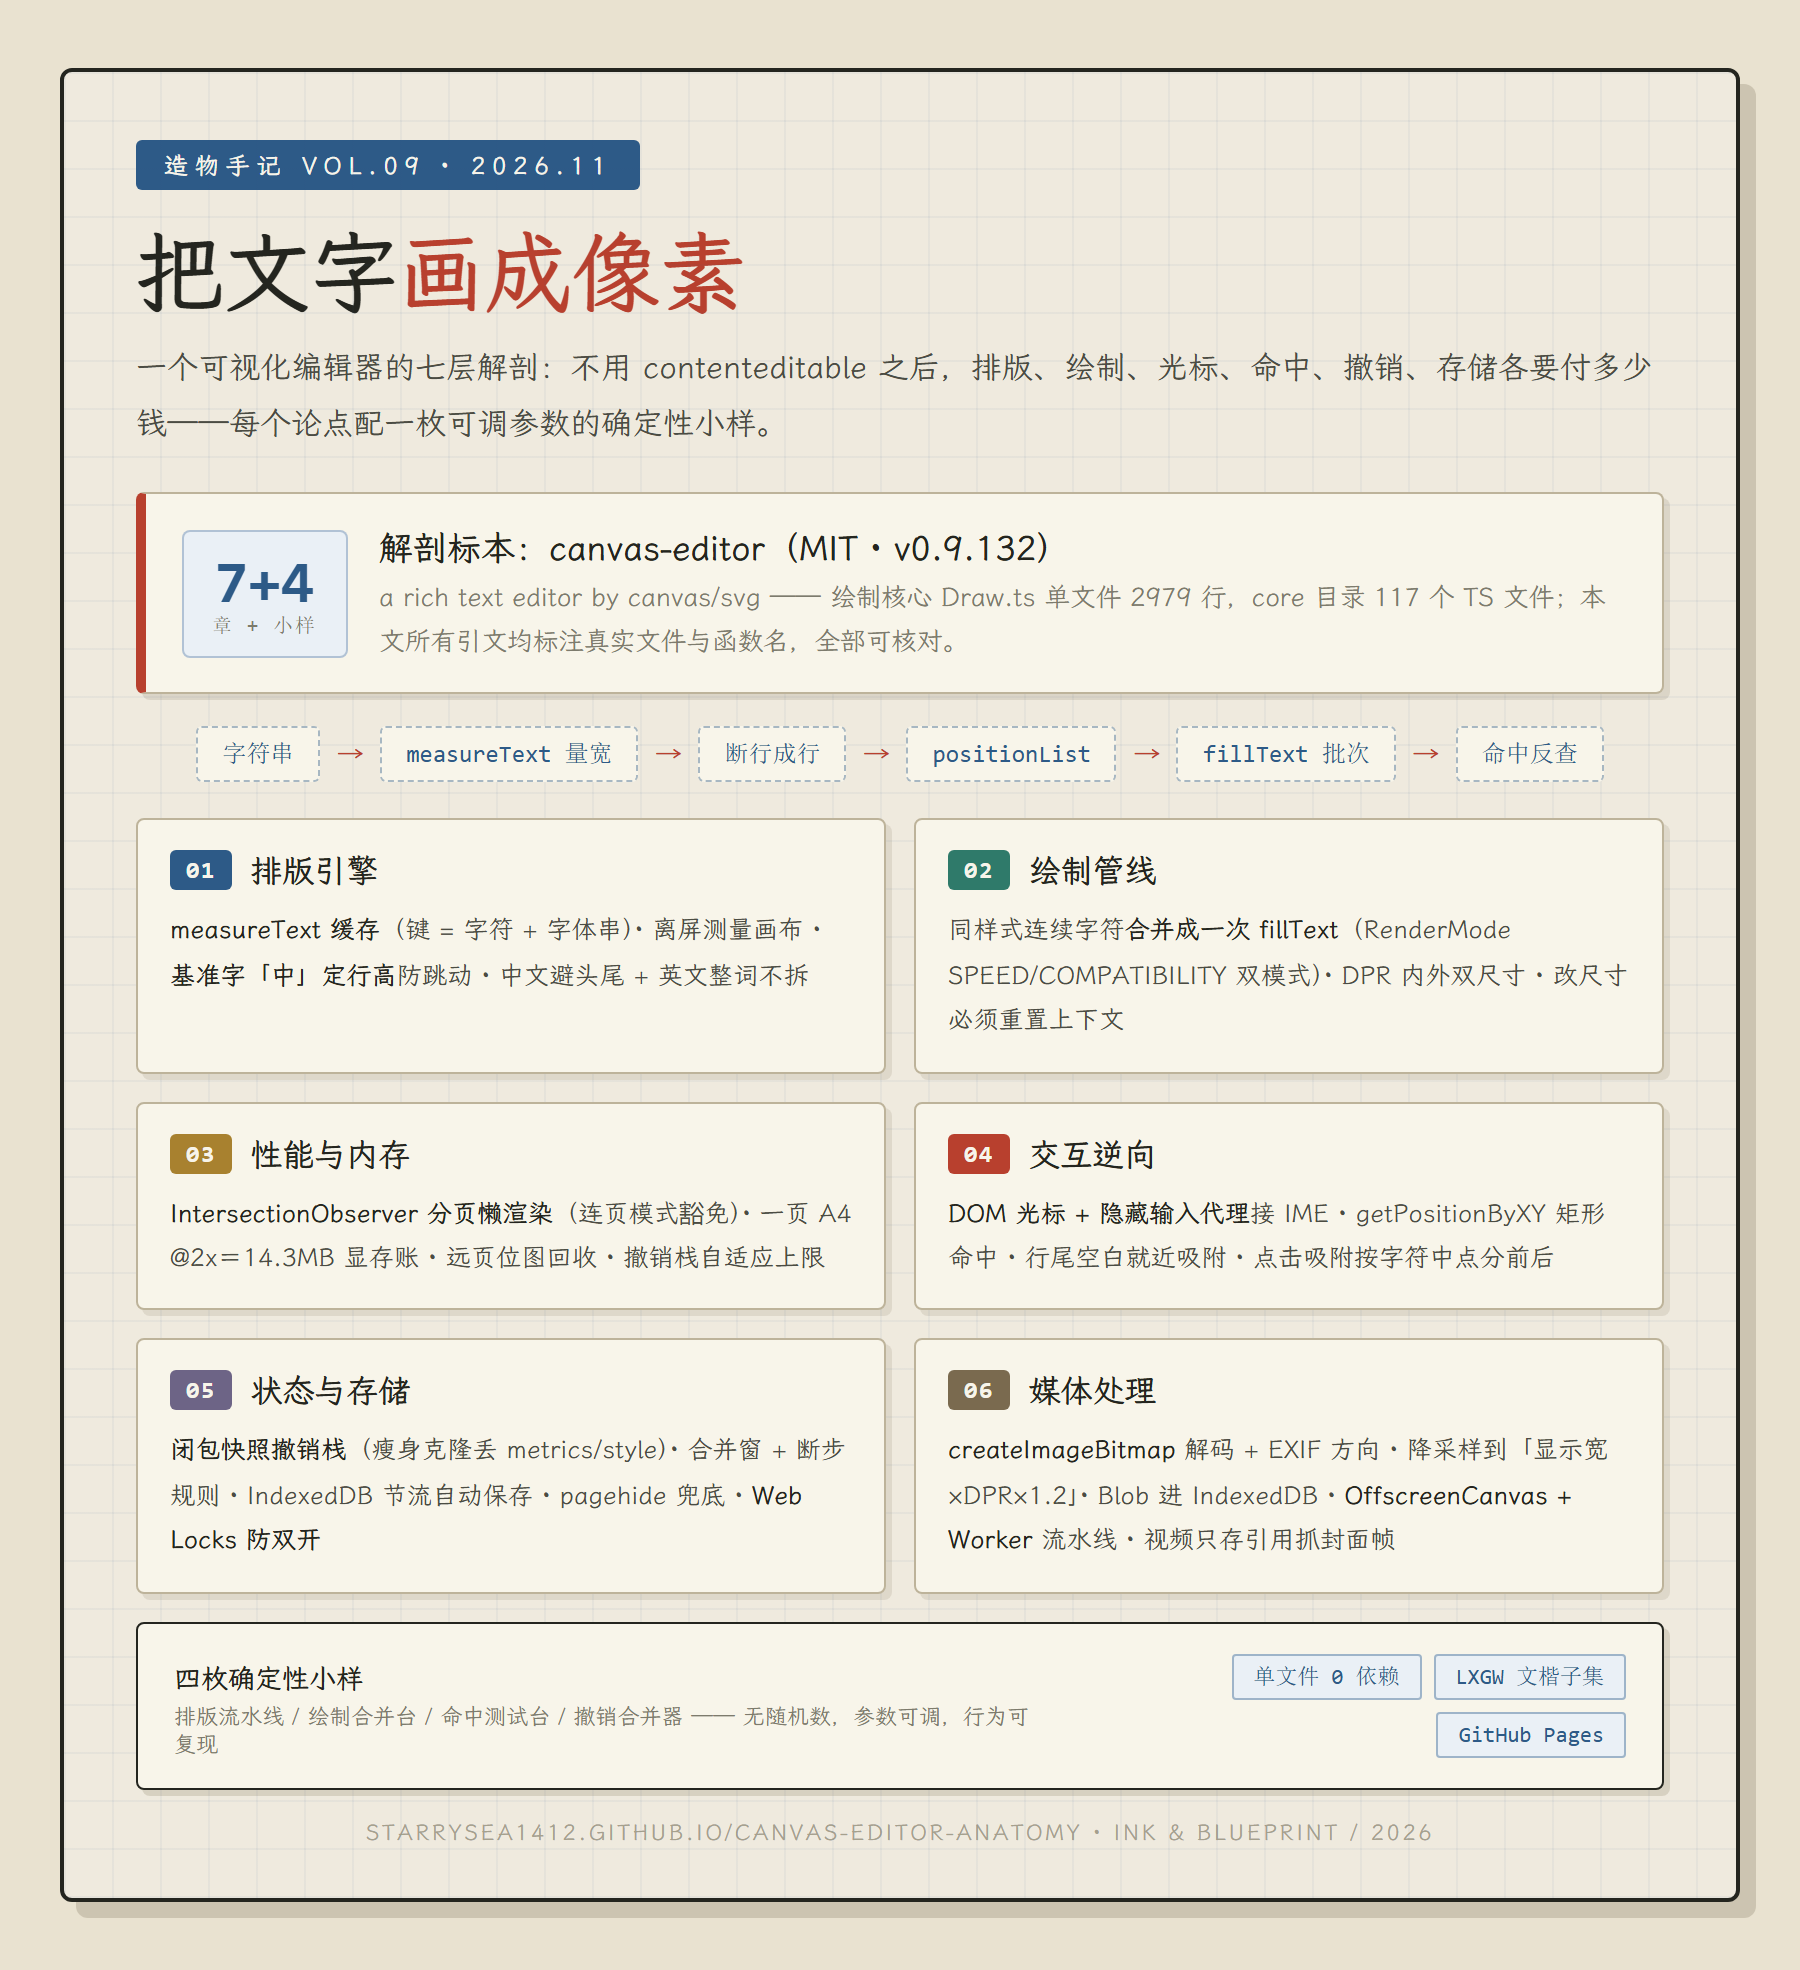 造物手记 VOL.09 · 2026.11
把文字画成像素
一个可视化编辑器的七层解剖：不用 contenteditable 之后，排版、绘制、光标、命中、撤销、存储各要付多少
钱——每个论点配一枚可调参数的确定性小样。
7+4
章 + 小样
解剖标本：canvas-editor（MIT · v0.9.132）
a rich text editor by canvas/svg —— 绘制核心 Draw.ts 单文件 2979 行，core 目录 117 个 TS 文件；本
文所有引文均标注真实文件与函数名，全部可核对。
字符串 → measureText 量宽 → 断行成行 → positionList → fillText 批次 → 命中反查
01 排版引擎
measureText 缓存（键 = 字符 + 字体串）· 离屏测量画布 ·
基准字「中」定行高防跳动 · 中文避头尾 + 英文整词不拆
02 绘制管线
同样式连续字符合并成一次 fillText（RenderMode
SPEED/COMPATIBILITY 双模式）· DPR 内外双尺寸 · 改尺寸
必须重置上下文
03 性能与内存
IntersectionObserver 分页懒渲染（连页模式豁免）· 一页 A4
@2x＝14.3MB 显存账 · 远页位图回收 · 撤销栈自适应上限
04 交互逆向
DOM 光标 + 隐藏输入代理接 IME · getPositionByXY 矩形
命中 · 行尾空白就近吸附 · 点击吸附按字符中点分前后
05 状态与存储
闭包快照撤销栈（瘦身克隆丢 metrics/style）· 合并窗 + 断步
规则 · IndexedDB 节流自动保存 · pagehide 兜底 · Web
Locks 防双开
06 媒体处理
createImageBitmap 解码 + EXIF 方向 · 降采样到「显示宽
×DPR×1.2」· Blob 进 IndexedDB · OffscreenCanvas +
Worker 流水线 · 视频只存引用抓封面帧
四枚确定性小样
排版流水线 / 绘制合并台 / 命中测试台 / 撤销合并器 —— 无随机数，参数可调，行为可
复现
单文件 0 依赖
LXGW 文楷子集
GitHub Pages
STARRYSEA1412.GITHUB.IO/CANVAS-EDITOR-ANATOMY · INK & BLUEPRINT / 2026